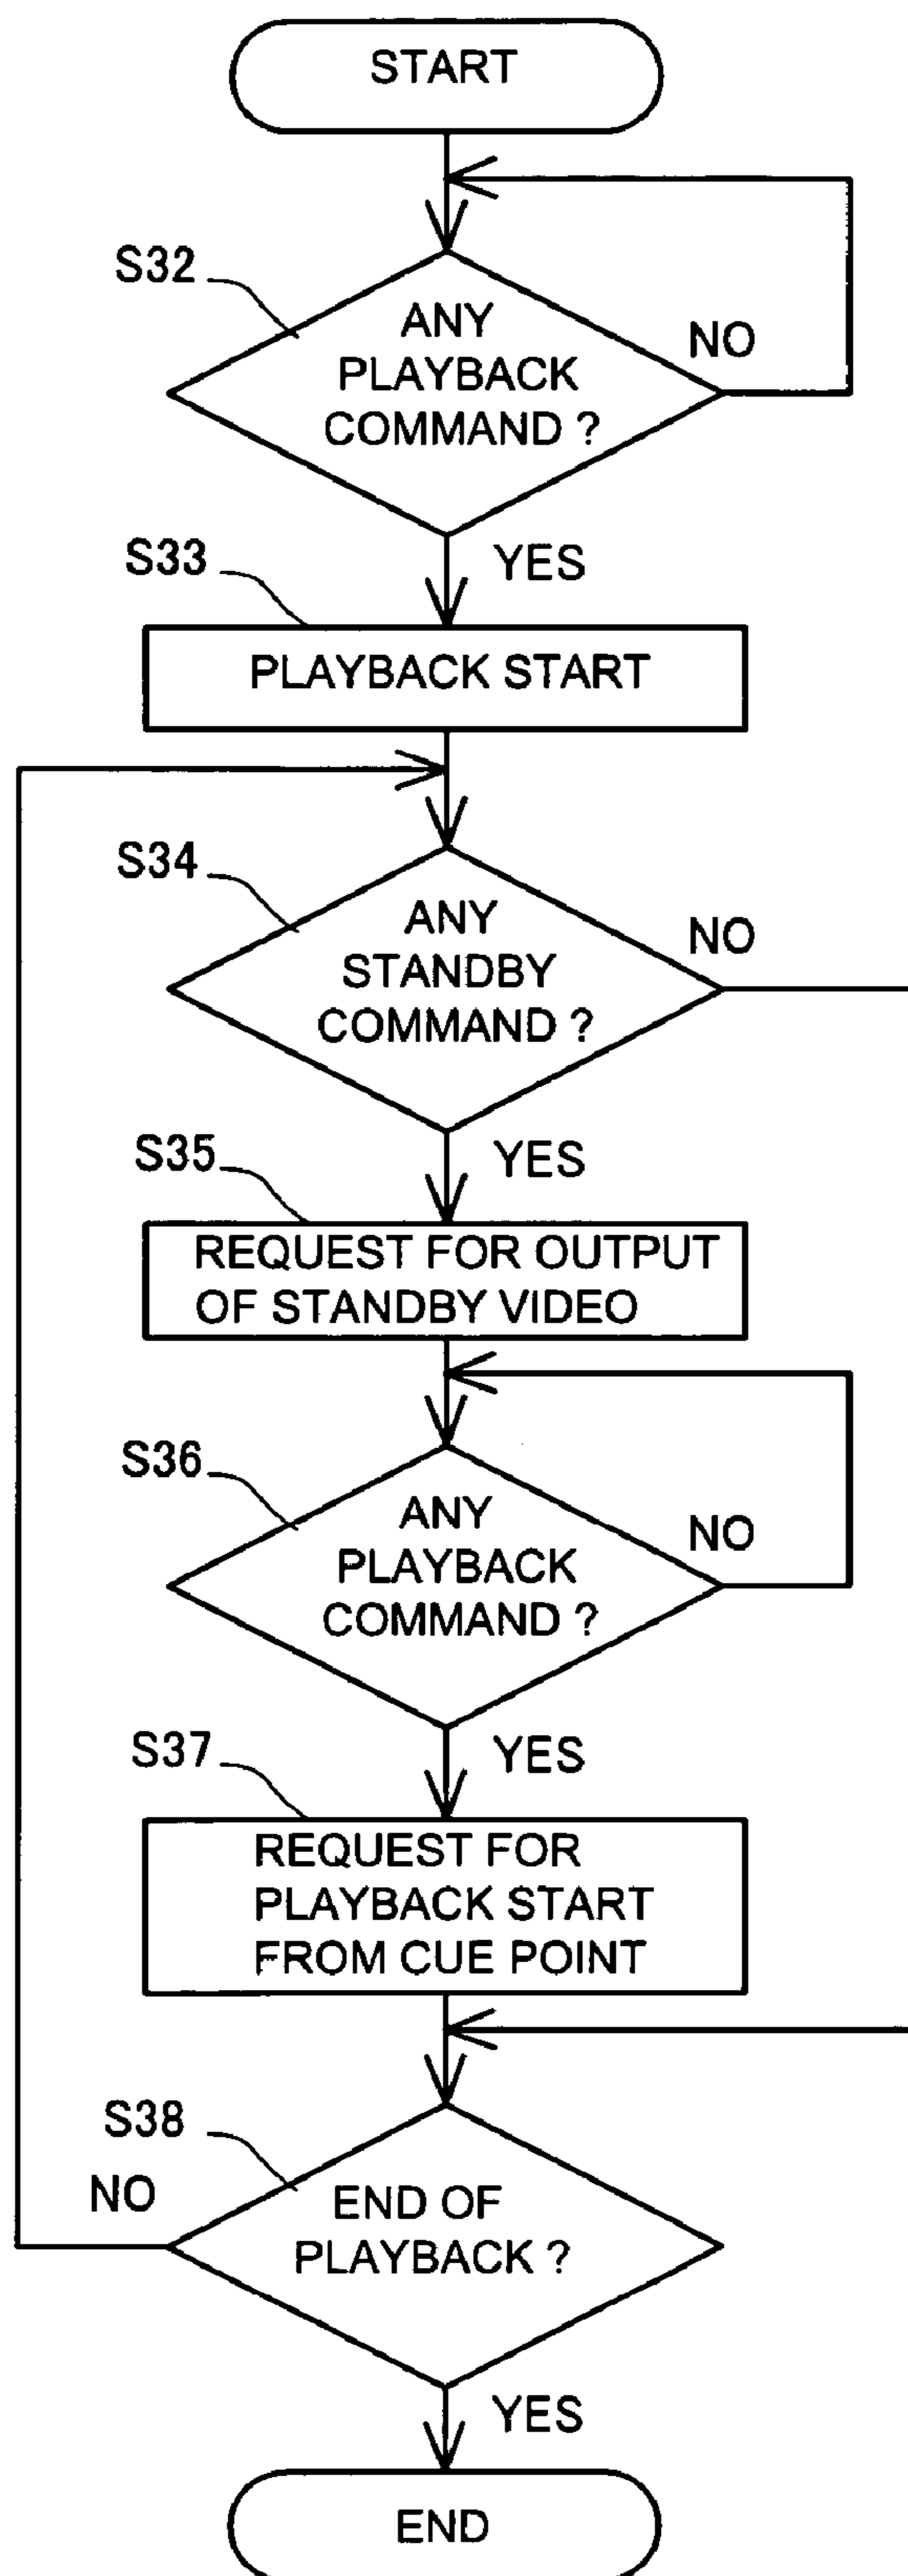 START
S32
ANY
PLAYBACK
COMMAND ?
NO
YES
S33
PLAYBACK START
S34
ANY
STANDBY
COMMAND ?
NO
YES
S35
REQUEST FOR OUTPUT
OF STANDBY VIDEO
S36
ANY
PLAYBACK
COMMAND ?
NO
YES
S37
REQUEST FOR
PLAYBACK START
FROM CUE POINT
S38
NO
END OF
PLAYBACK ?
YES
END